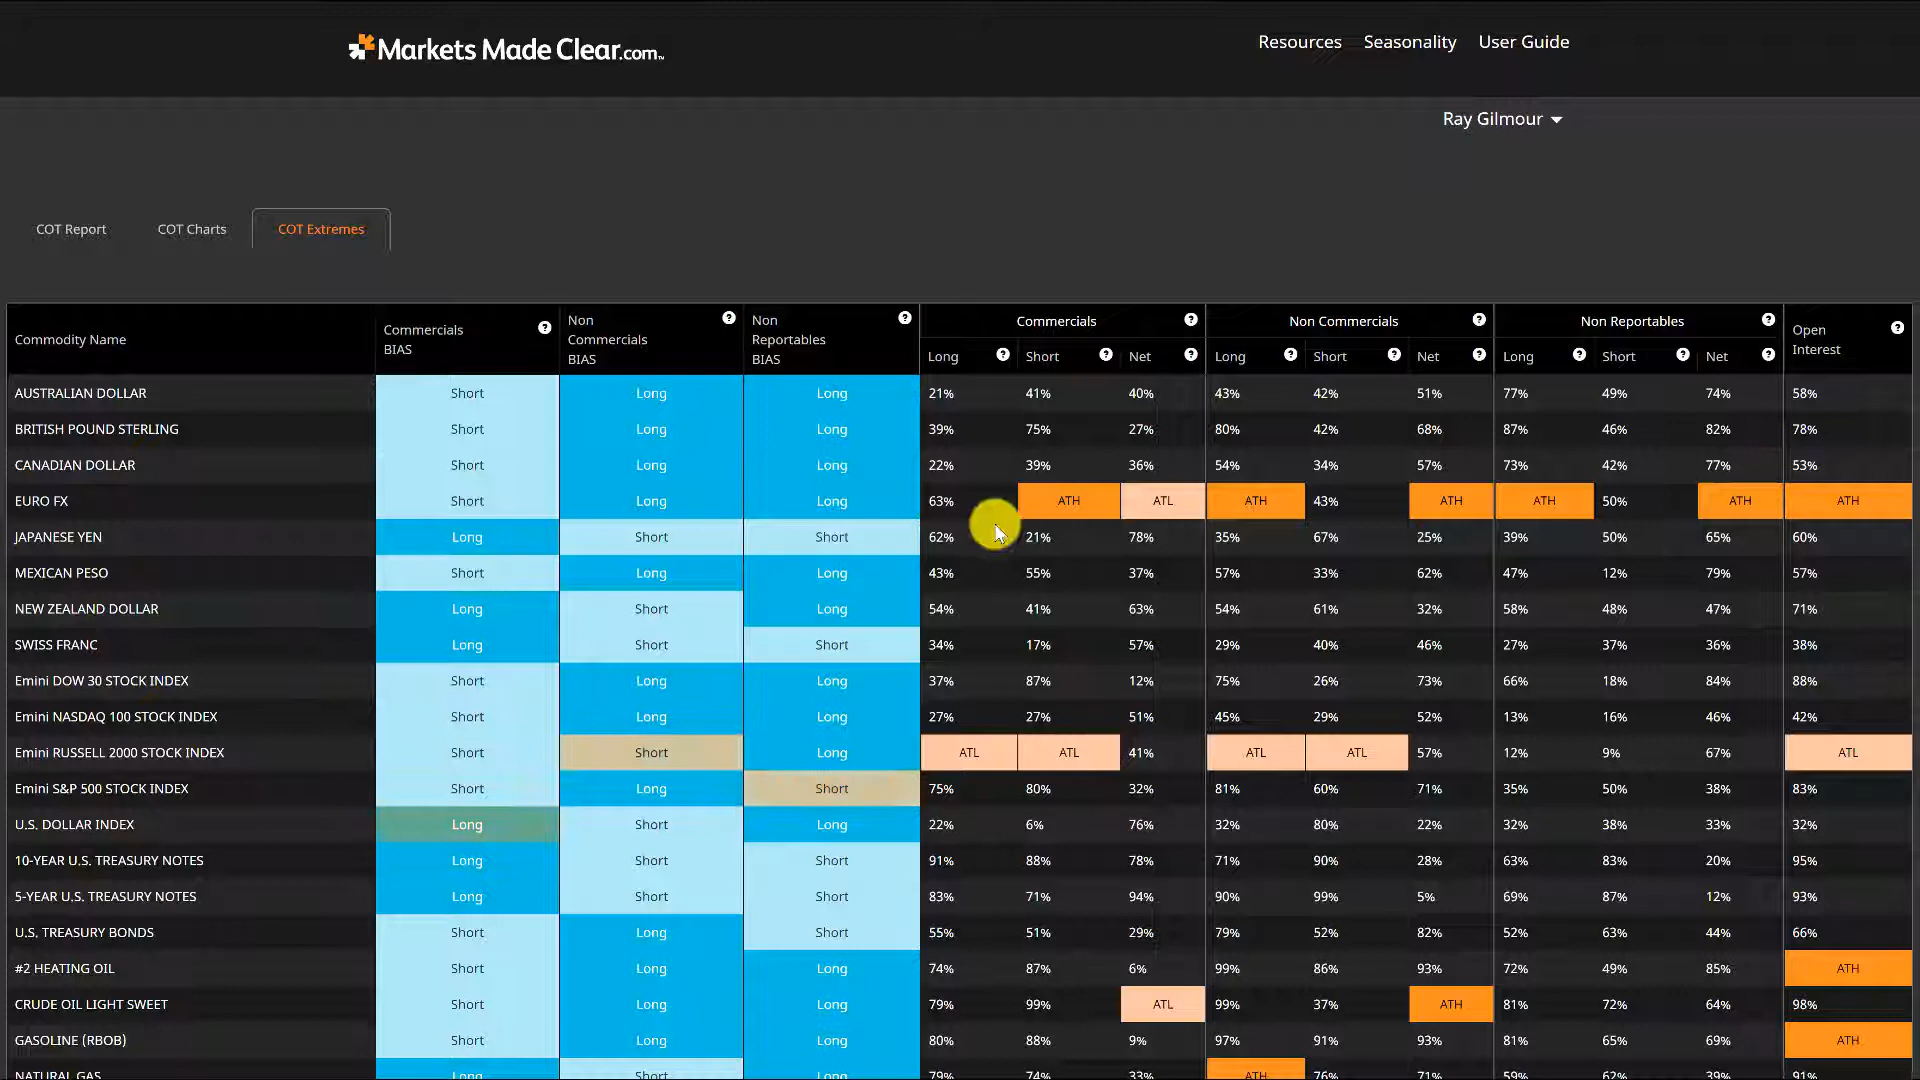 Markets Made Clear.com™
Resources Seasonality User Guide
Ray Gilmour
COT Report COT Charts COT Extremes
Commodity Name Commercials BIAS ? Non Commercials BIAS ? Non Reportables BIAS ? Commercials ? Non Commercials ? Non Reportables ? Open Interest ?
Long ? Short ? Net ? Long ? Short ? Net ? Long ? Short ? Net ?
AUSTRALIAN DOLLAR Short Long Long 21% 41% 40% 43% 42% 51% 77% 49% 74% 58%
BRITISH POUND STERLING Short Long Long 39% 75% 27% 80% 42% 68% 87% 46% 82% 78%
CANADIAN DOLLAR Short Long Long 22% 39% 36% 54% 34% 57% 73% 42% 77% 53%
EURO FX Short Long Long 63% ATH ATL ATH 43% ATH ATH 50% ATH ATH
JAPANESE YEN Long Short Short 62% 21% 78% 35% 67% 25% 39% 50% 65% 60%
MEXICAN PESO Short Long Long 43% 55% 37% 57% 33% 62% 47% 12% 79% 57%
NEW ZEALAND DOLLAR Long Short Long 54% 41% 63% 54% 61% 32% 58% 48% 47% 71%
SWISS FRANC Long Short Short 34% 17% 57% 29% 40% 46% 27% 37% 36% 38%
Emini DOW 30 STOCK INDEX Short Long Long 37% 87% 12% 75% 26% 73% 66% 18% 84% 88%
Emini NASDAQ 100 STOCK INDEX Short Long Long 27% 27% 51% 45% 29% 52% 13% 16% 46% 42%
Emini RUSSELL 2000 STOCK INDEX Short Short Long ATL ATL 41% ATL ATL 57% 12% 9% 67% ATL
Emini S&P 500 STOCK INDEX Short Long Short 75% 80% 32% 81% 60% 71% 35% 50% 38% 83%
U.S. DOLLAR INDEX Long Short Long 22% 6% 76% 32% 80% 22% 32% 38% 33% 32%
10-YEAR U.S. TREASURY NOTES Long Short Short 91% 88% 78% 71% 90% 28% 63% 83% 20% 95%
5-YEAR U.S. TREASURY NOTES Long Short Short 83% 71% 94% 90% 99% 5% 69% 87% 12% 93%
U.S. TREASURY BONDS Short Long Short 55% 51% 29% 79% 52% 82% 52% 63% 44% 66%
#2 HEATING OIL Short Long Long 74% 87% 6% 99% 86% 93% 72% 49% 85% ATH
CRUDE OIL LIGHT SWEET Short Long Long 79% 99% ATL 99% 37% ATH 81% 72% 64% 98%
GASOLINE (RBOB) Short Long Long 80% 88% 9% 97% 91% 93% 81% 65% 69% ATH
NATURAL GAS Long Short 79% 74% 33% ATH 76% 71% 59% 62% 39% 91%